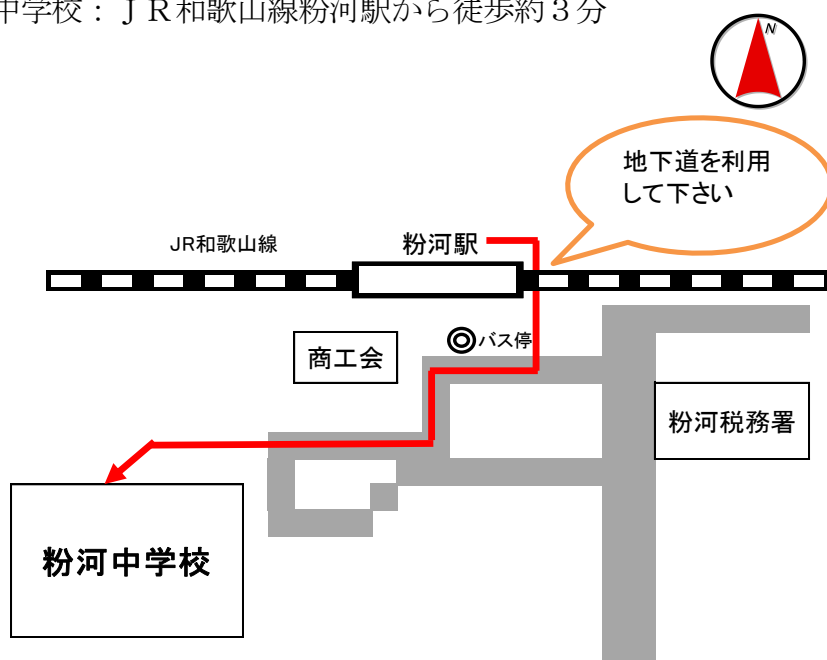 中学校：ＪＲ和歌山線粉河駅から徒歩約３分
N
地下道を利用
して下さい
JR和歌山線
粉河駅
バス停
商工会
粉河税務署
粉河中学校